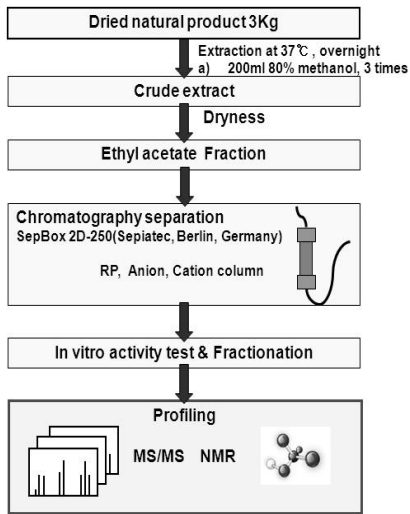 Dried natural product 3Kg
Extraction at 37℃ , overnight
a) 200ml 80% methanol, 3 times
Crude extract
Dryness
Ethyl acetate Fraction
Chromatography separation
SepBox 2D-250(Sepiatec, Berlin, Germany)
RP, Anion, Cation column
In vitro activity test & Fractionation
Profiling
MS/MS NMR